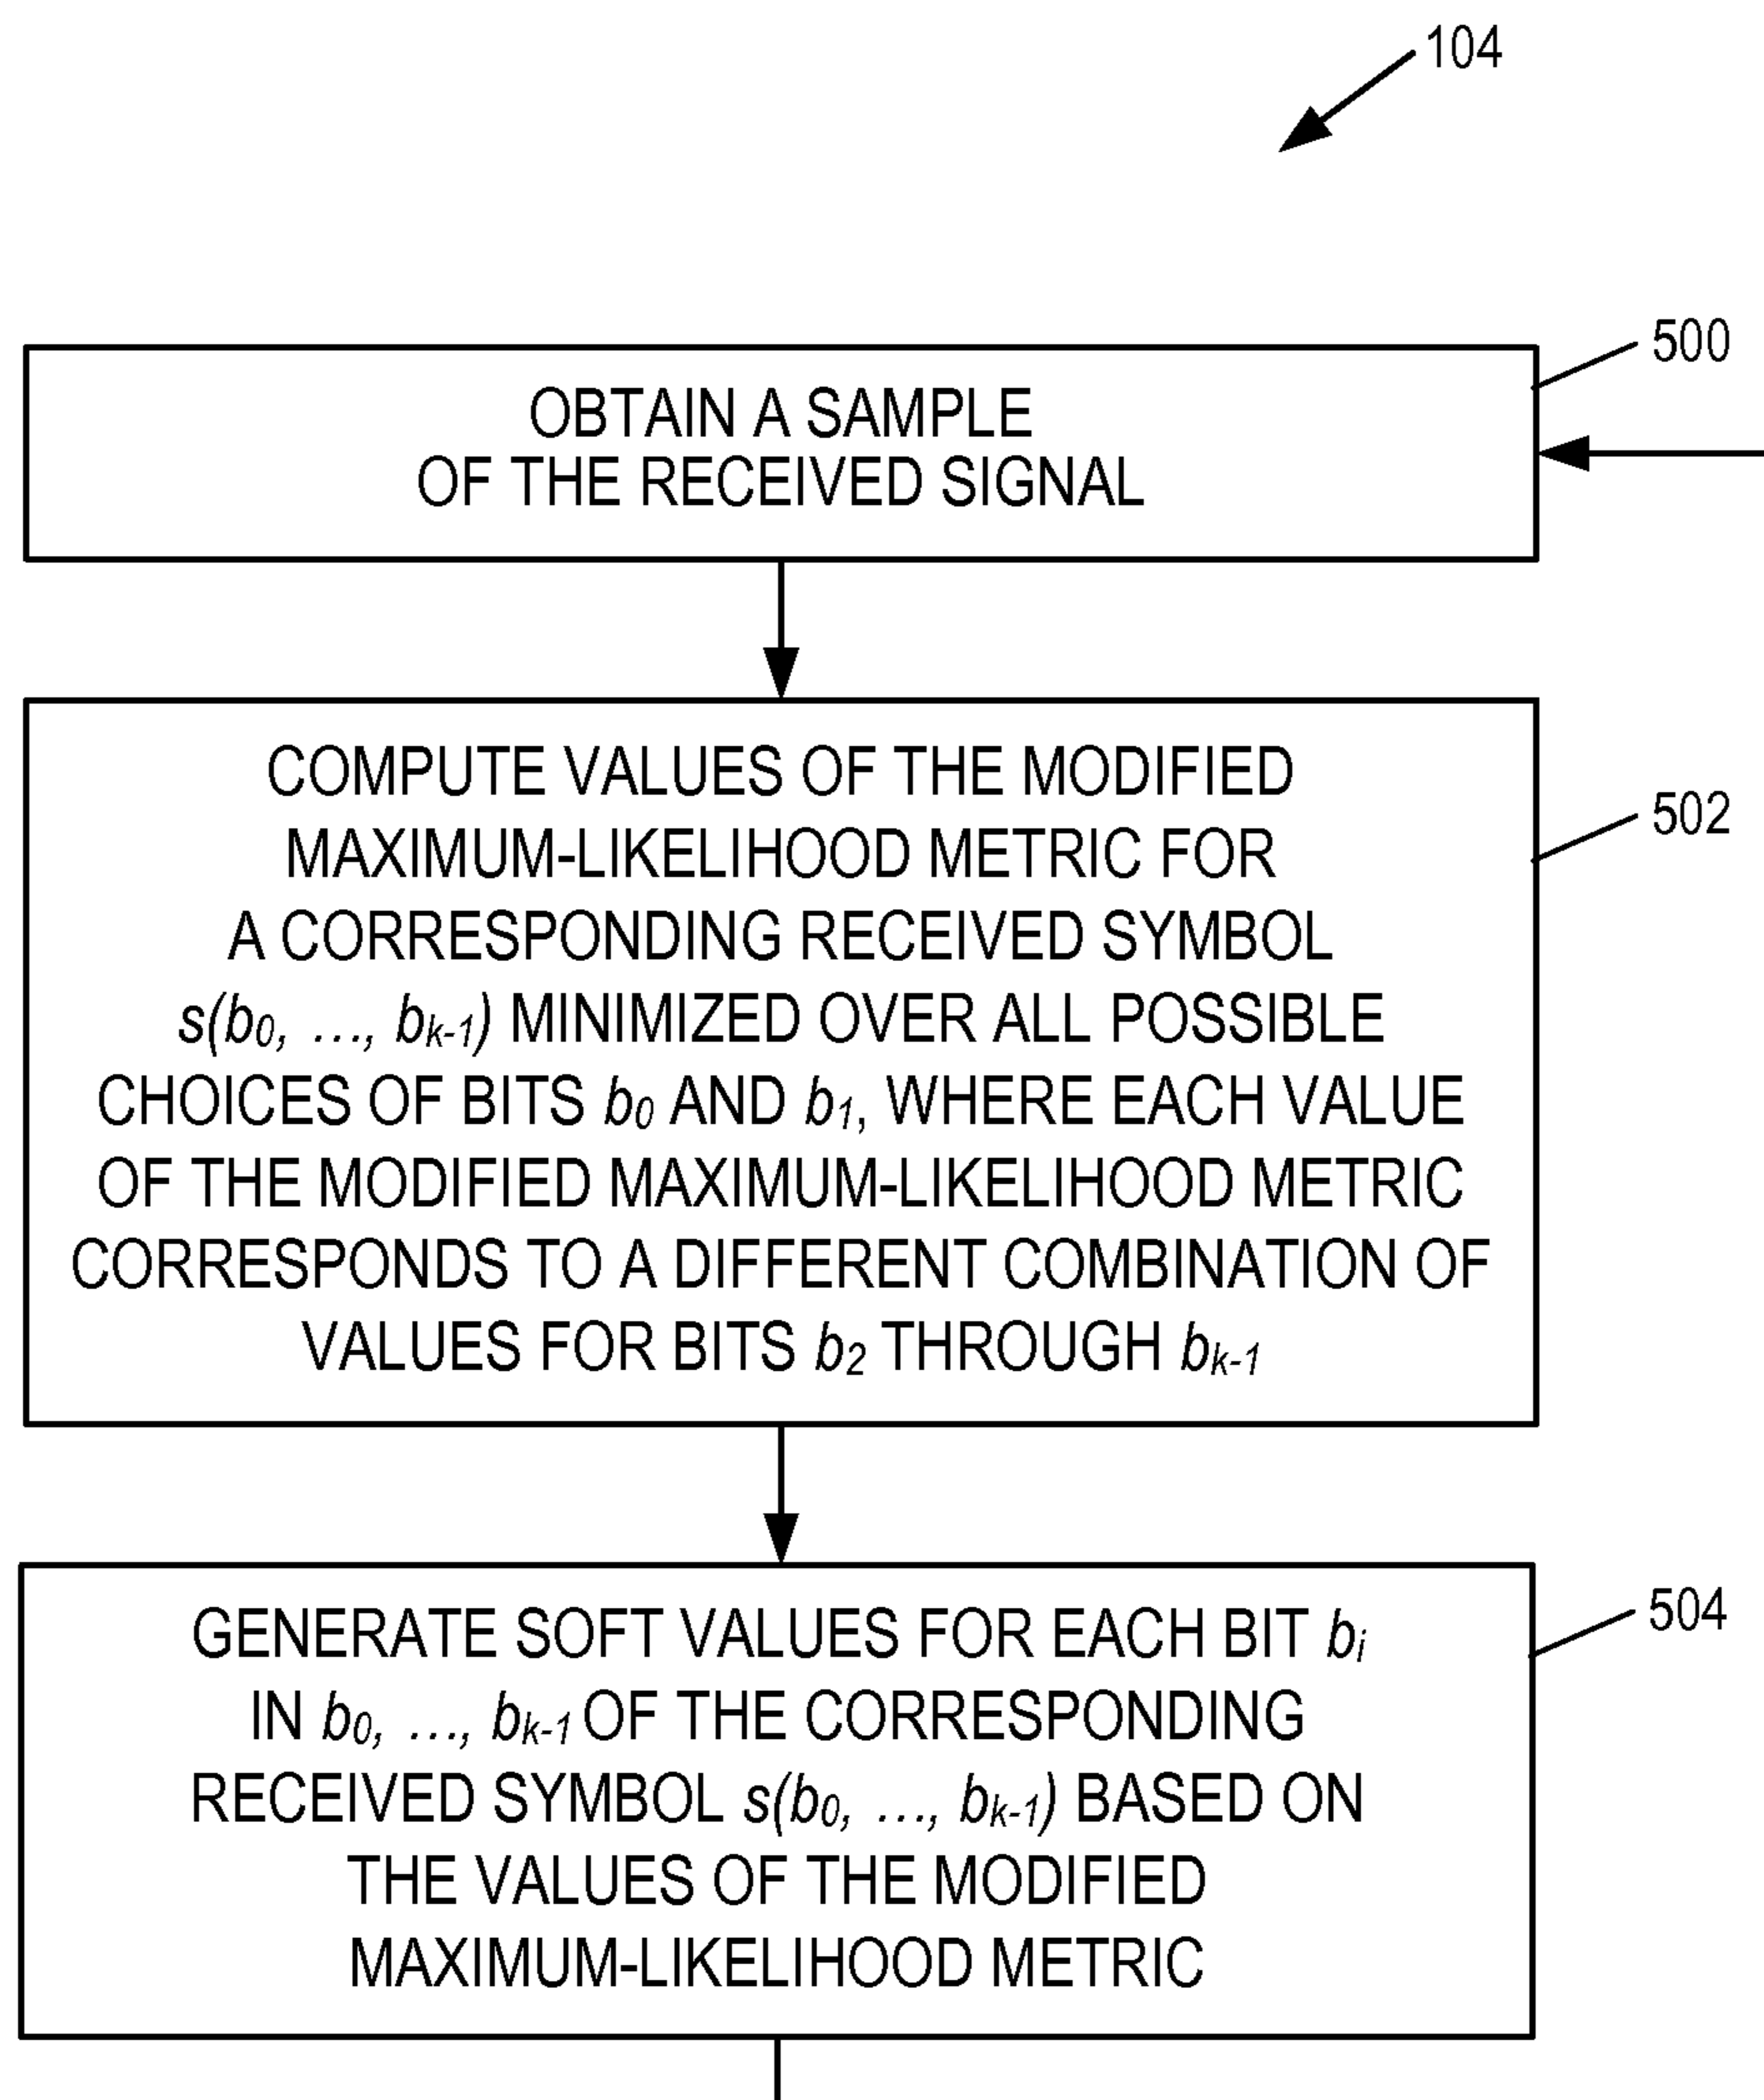 104
500
OBTAIN A SAMPLE
OF THE RECEIVED SIGNAL
502
COMPUTE VALUES OF THE MODIFIED
MAXIMUM-LIKELIHOOD METRIC FOR
A CORRESPONDING RECEIVED SYMBOL
s(b0, ..., bk-1) MINIMIZED OVER ALL POSSIBLE
CHOICES OF BITS b0 AND b1, WHERE EACH VALUE
OF THE MODIFIED MAXIMUM-LIKELIHOOD METRIC
CORRESPONDS TO A DIFFERENT COMBINATION OF
VALUES FOR BITS b2 THROUGH bk-1
504
GENERATE SOFT VALUES FOR EACH BIT bi
IN b0, ..., bk-1 OF THE CORRESPONDING
RECEIVED SYMBOL s(b0, ..., bk-1) BASED ON
THE VALUES OF THE MODIFIED
MAXIMUM-LIKELIHOOD METRIC